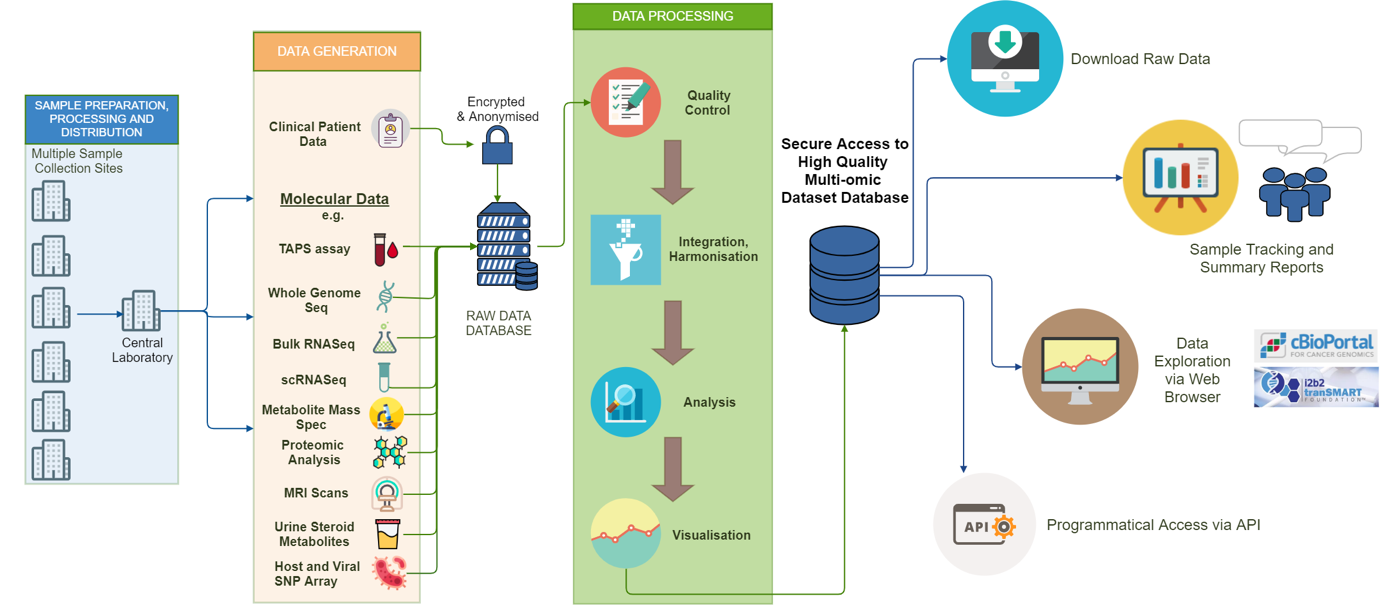 SAMPLE PREPARATION,
PROCESSING AND
DISTRIBUTION
Multiple Sample
Collection Sites
Central
Laboratory
DATA GENERATION
Clinical Patient
Data
Molecular Data
e.g.
TAPS assay
Whole Genome
Seq
Bulk RNASeq
scRNASeq
Metabolite Mass
Spec
Proteomic
Analysis
MRI Scans
Urine Steroid
Metabolites
Host and Viral
SNP Array
Encrypted
& Anonymised
RAW DATA
DATABASE
DATA PROCESSING
Quality
Control
Integration,
Harmonisation
Analysis
Visualisation
Secure Access to
High Quality
Multi-omic
Dataset Database
Download Raw Data
Sample Tracking and
Summary Reports
Data
Exploration
via Web
Browser
cBioPortal
FOR CANCER GENOMICS
i2b2
tranSMART
FOUNDATION
API
Programmatical Access via API